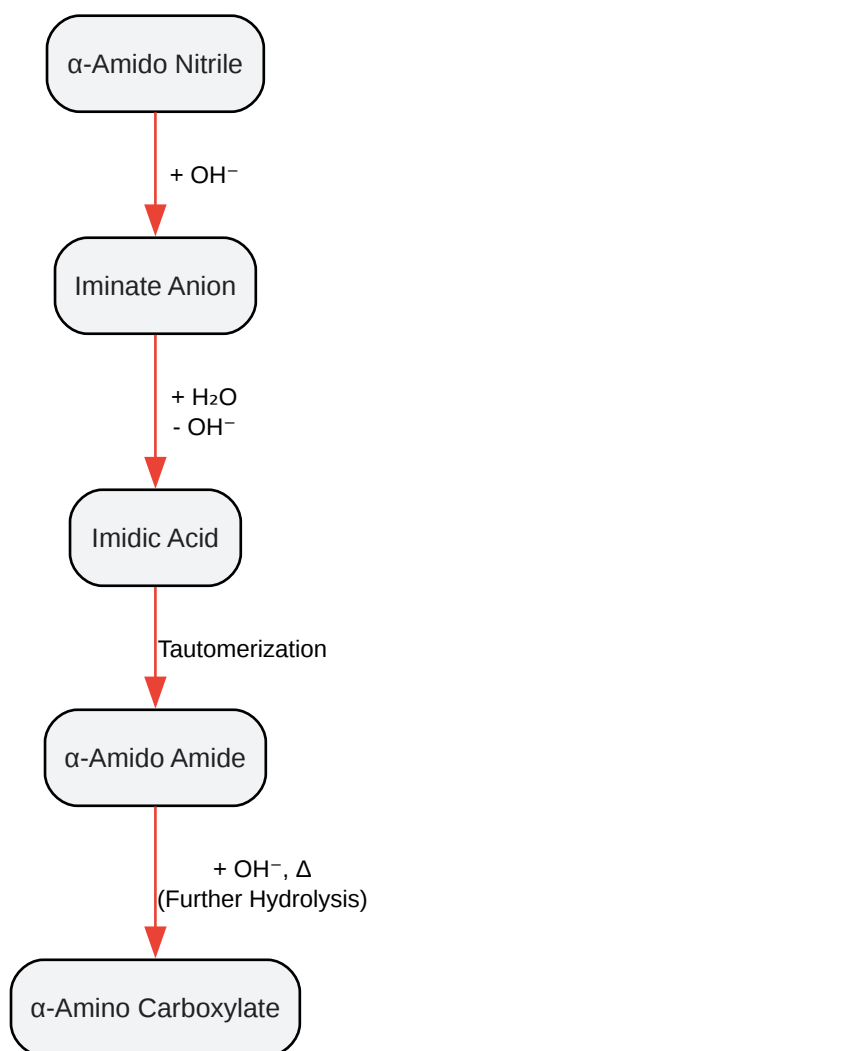 α-Amido Nitrile
+ OH⁻
Iminate Anion
+ H₂O
- OH⁻
Imidic Acid
Tautomerization
α-Amido Amide
+ OH⁻, Δ
(Further Hydrolysis)
α-Amino Carboxylate